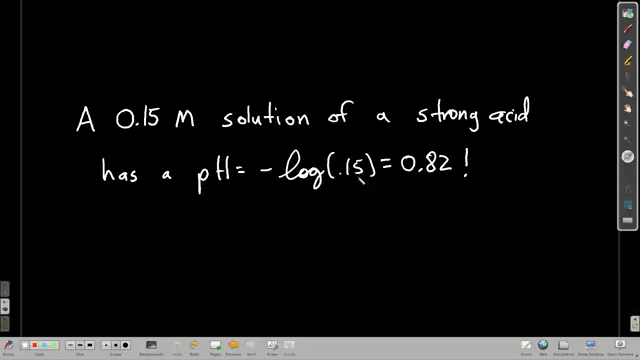 A 0.15 M solution of a strong acid
has a pH = - log(.15) = 0.82 !